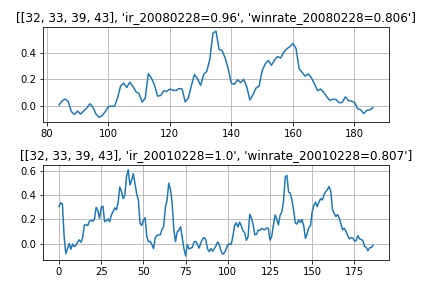 [[32, 33, 39, 43], 'ir_20080228=0.96', 'winrate_20080228=0.806']
0.4
0.2
0.0
80 100 120 140 160 180
[[32, 33, 39, 43], 'ir_20010228=1.0', 'winrate_20010228=0.807']
0.6
0.4
0.2
0.0
0 25 50 75 100 125 150 175